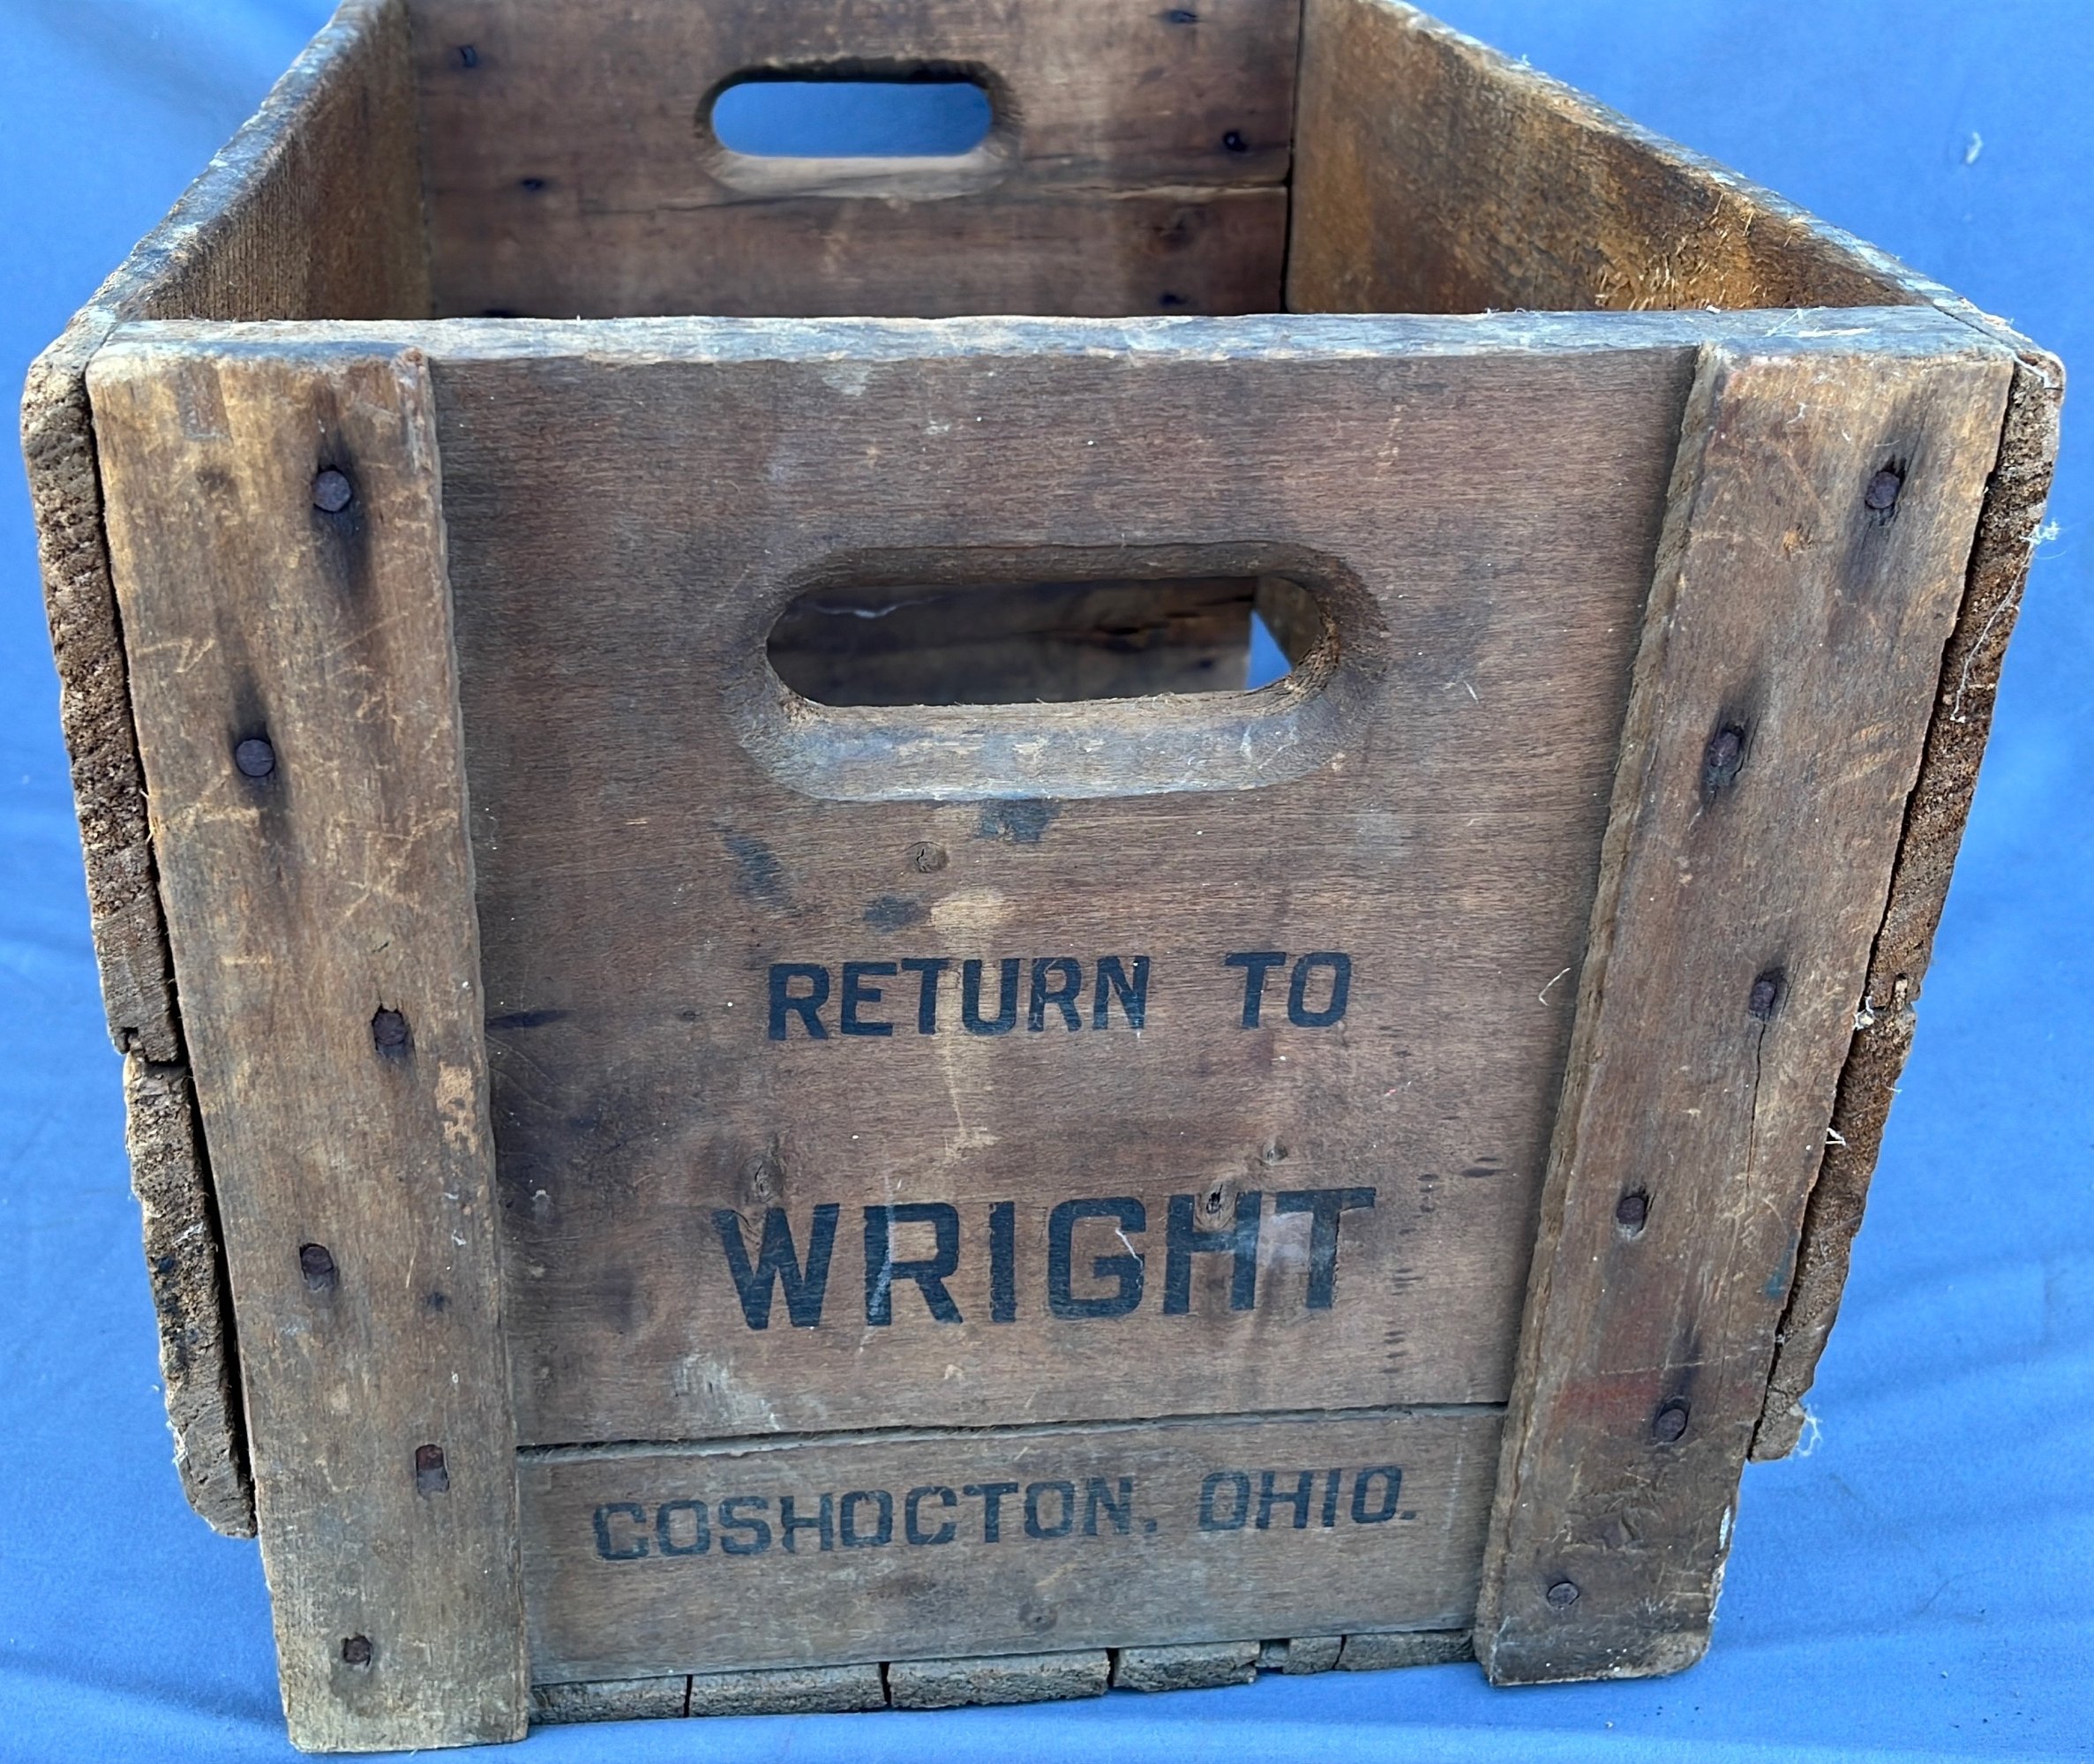 RETURN TO
WRIGHT
COSHOCTON, OHIO.